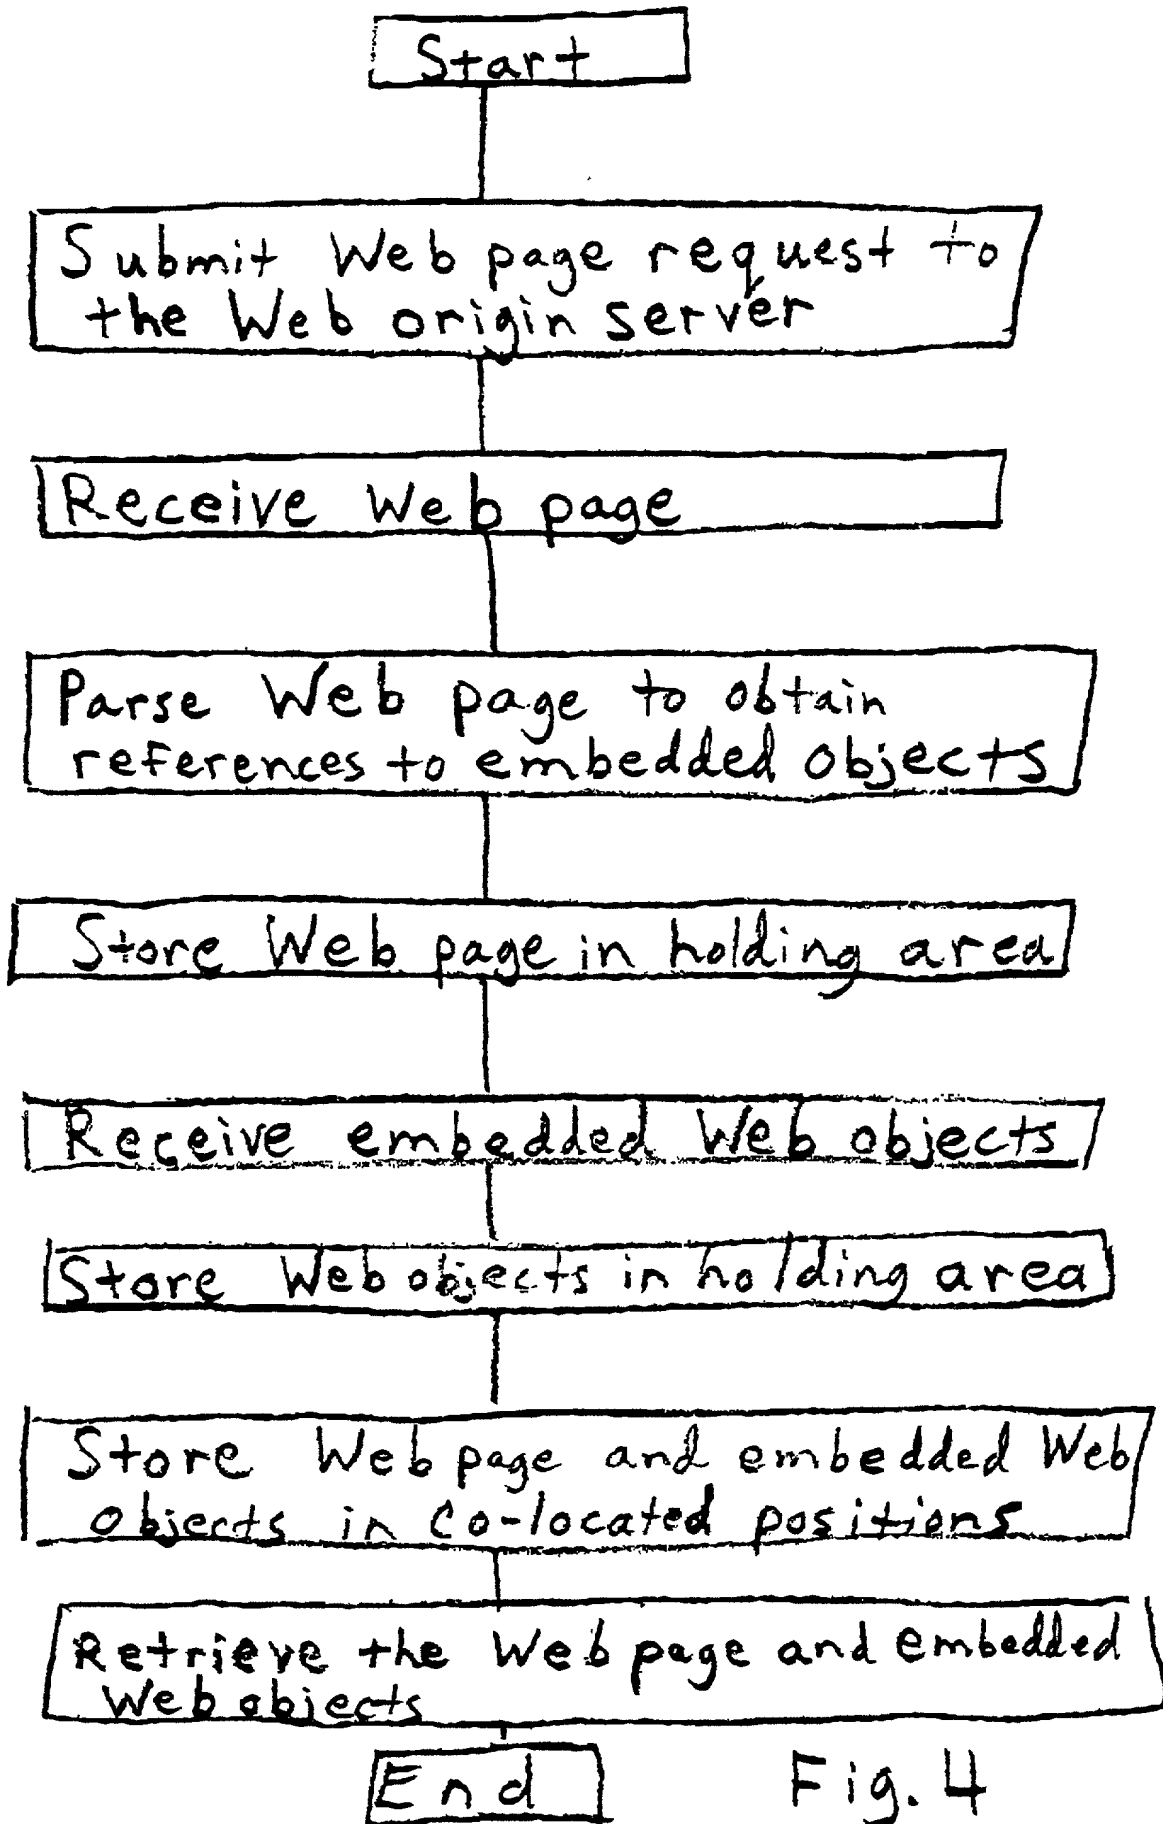 Start
Submit Web page request to
the Web origin server
Receive Web page
Parse Web page to obtain
references to embedded objects
Store Web page in holding area
Receive embedded Web objects
Store Web objects in holding area
Store Web page and embedded Web
objects in co-located positions
Retrieve the Web page and embedded
Web objects
End
Fig. 4